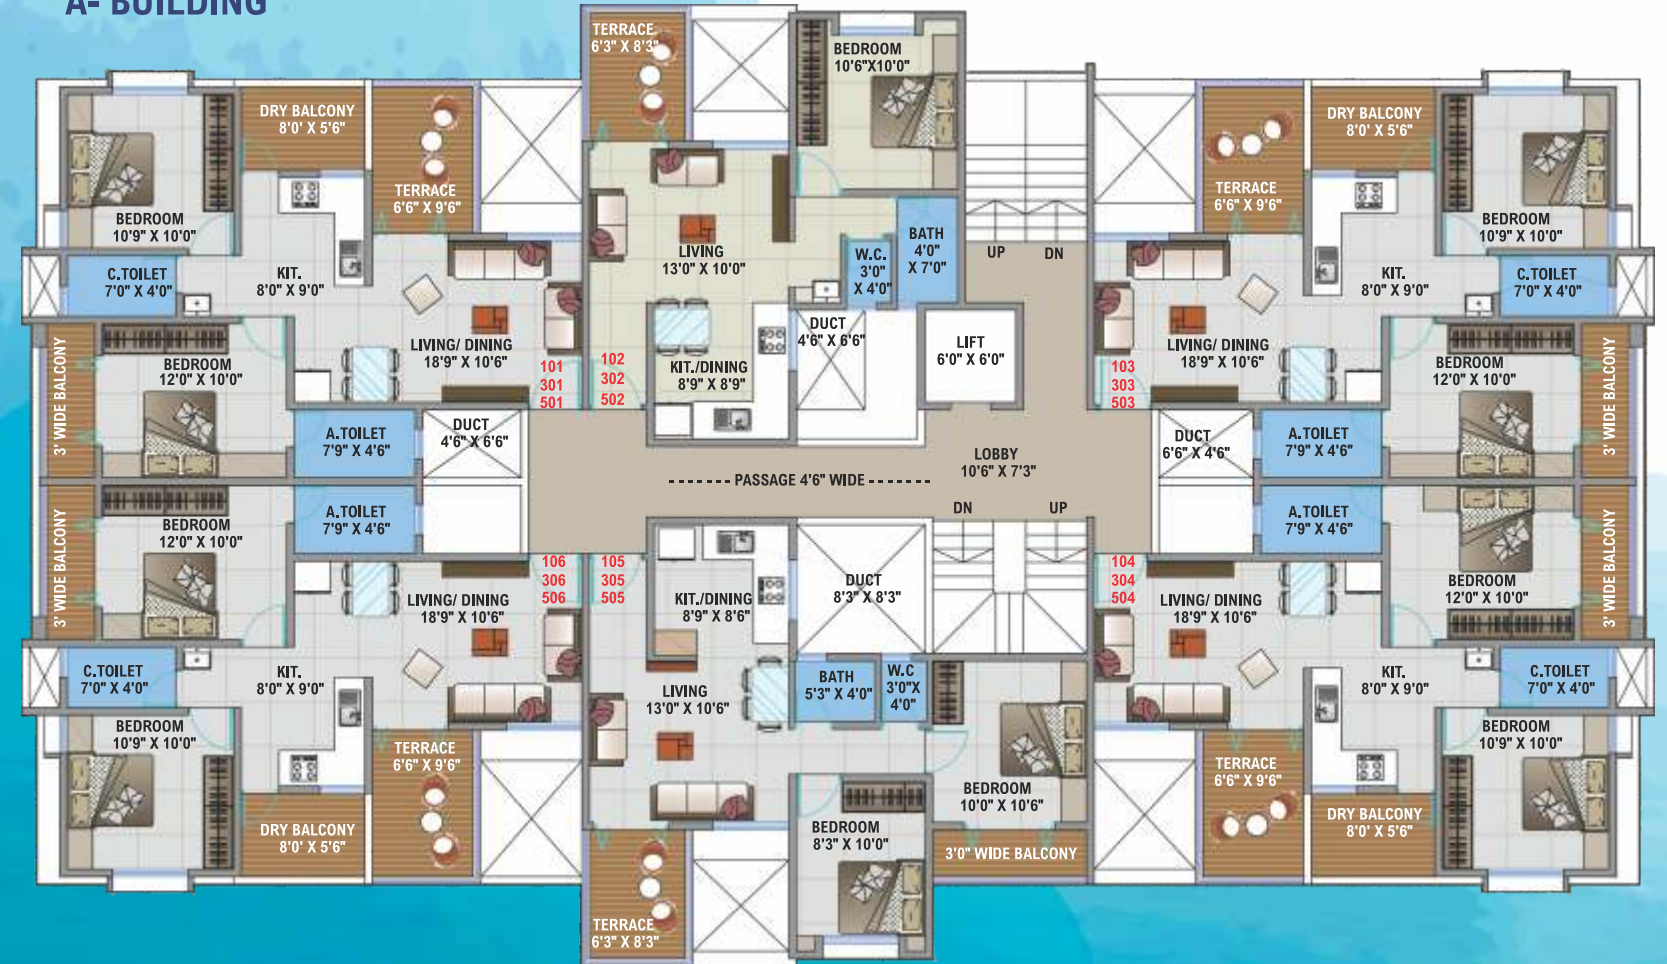 A- BUILDING
TERRACE
6'3" X 8'3"
BEDROOM
10'6"X10'0"
DRY BALCONY
8'0' X 5'6"
TERRACE
6'6" X 9'6"
BEDROOM
10'9" X 10'0"
C.TOILET
7'0" X 4'0"
KIT.
8'0" X 9'0"
LIVING/ DINING
18'9" X 10'6"
BEDROOM
12'0" X 10'0"
3' WIDE BALCONY
A.TOILET
7'9" X 4'6"
DUCT
4'6" X 6'6"
101
301
501
102
302
502
LIVING
13'0" X 10'0"
KIT./DINING
8'9" X 8'9"
W.C.
3'0"
X 4'0"
BATH
4'0"
X 7'0"
DUCT
4'6" X 6'6"
LIFT
6'0" X 6'0"
UP
DN
DRY BALCONY
8'0' X 5'6"
TERRACE
6'6" X 9'6"
BEDROOM
10'9" X 10'0"
KIT.
8'0" X 9'0"
C.TOILET
7'0" X 4'0"
LIVING/ DINING
18'9" X 10'6"
103
303
503
BEDROOM
12'0" X 10'0"
3' WIDE BALCONY
DUCT
6'6" X 4'6"
A.TOILET
7'9" X 4'6"
LOBBY
10'6" X 7'3"
PASSAGE 4'6" WIDE
DN
UP
3' WIDE BALCONY
BEDROOM
12'0" X 10'0"
A.TOILET
7'9" X 4'6"
LIVING/ DINING
18'9" X 10'6"
106
306
506
105
305
505
C.TOILET
7'0" X 4'0"
KIT.
8'0" X 9'0"
BEDROOM
10'9" X 10'0"
TERRACE
6'6" X 9'6"
DRY BALCONY
8'0' X 5'6"
KIT./DINING
8'9" X 8'6"
DUCT
8'3" X 8'3"
LIVING
13'0" X 10'6"
BATH
5'3" X 4'0"
W.C
3'0"X
4'0"
BEDROOM
10'0" X 10'6"
BEDROOM
8'3" X 10'0"
3'0" WIDE BALCONY
TERRACE
6'3" X 8'3"
A.TOILET
7'9" X 4'6"
104
304
504
LIVING/ DINING
18'9" X 10'6"
BEDROOM
12'0" X 10'0"
3' WIDE BALCONY
KIT.
8'0" X 9'0"
C.TOILET
7'0" X 4'0"
BEDROOM
10'9" X 10'0"
TERRACE
6'6" X 9'6"
DRY BALCONY
8'0' X 5'6"